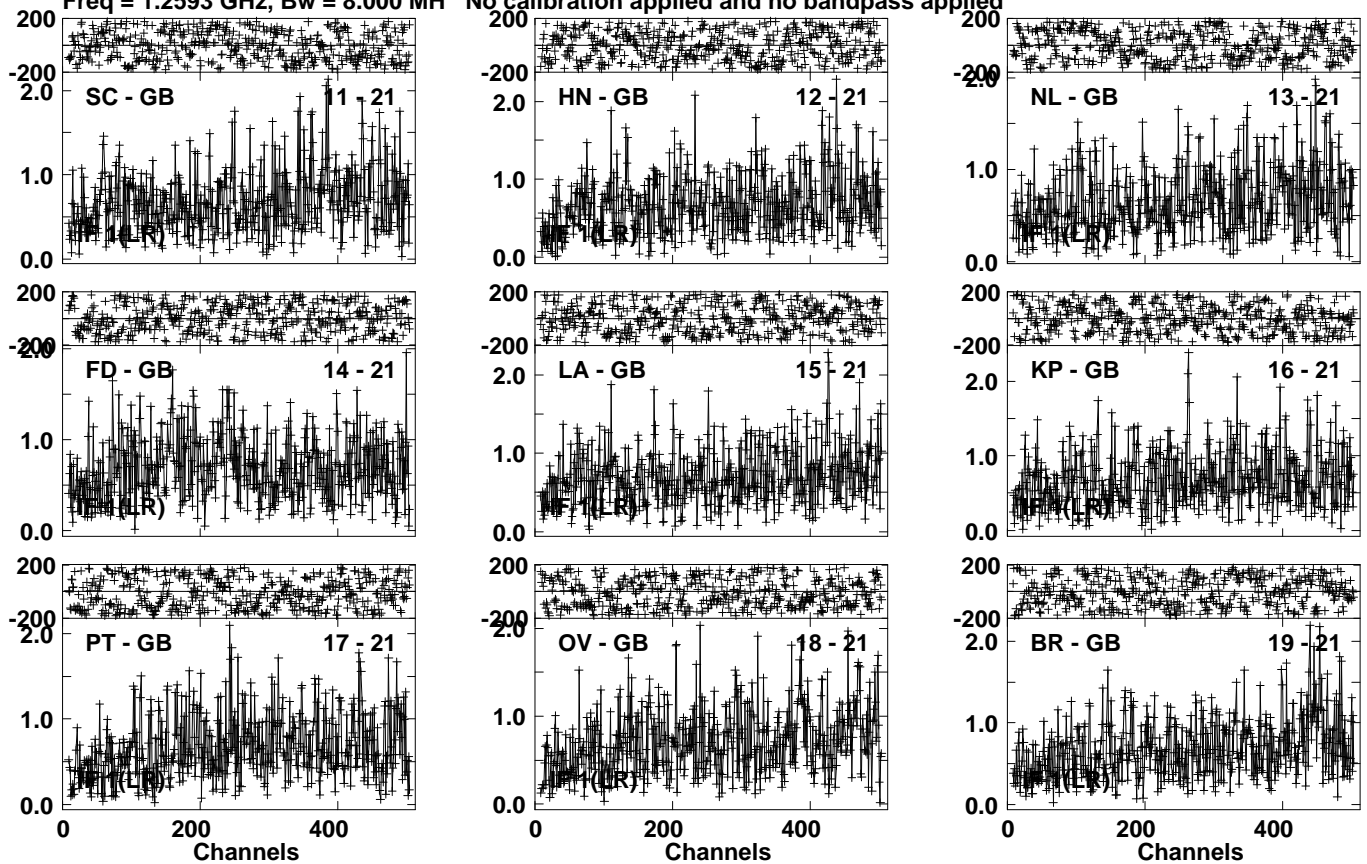 Freq = 1.2593 GHz, Bw = 8.000 MH No calibration applied and no bandpass applied
200 200 200
-200 -200 -200
2.0 SC - GB 11 - 21 2.0 HN - GB 12 - 21 2.0 NL - GB 13 - 21
1.0 1.0 1.0
IF 1(LR) IF 1(LR) IF 1(LR)
0.0 0.0 0.0
200 200 200
-200 -200 -200
2.0 FD - GB 14 - 21 2.0 LA - GB 15 - 21 2.0 KP - GB 16 - 21
1.0 1.0 1.0
IF 1(LR) IF 1(LR) IF 1(LR)
0.0 0.0 0.0
200 200 200
-200 -200 -200
2.0 PT - GB 17 - 21 2.0 OV - GB 18 - 21 2.0 BR - GB 19 - 21
1.0 1.0 1.0
IF 1(LR) IF 1(LR) IF 1(LR)
0.0 0.0 0.0
0 200 400 0 200 400 0 200 400
Channels Channels Channels